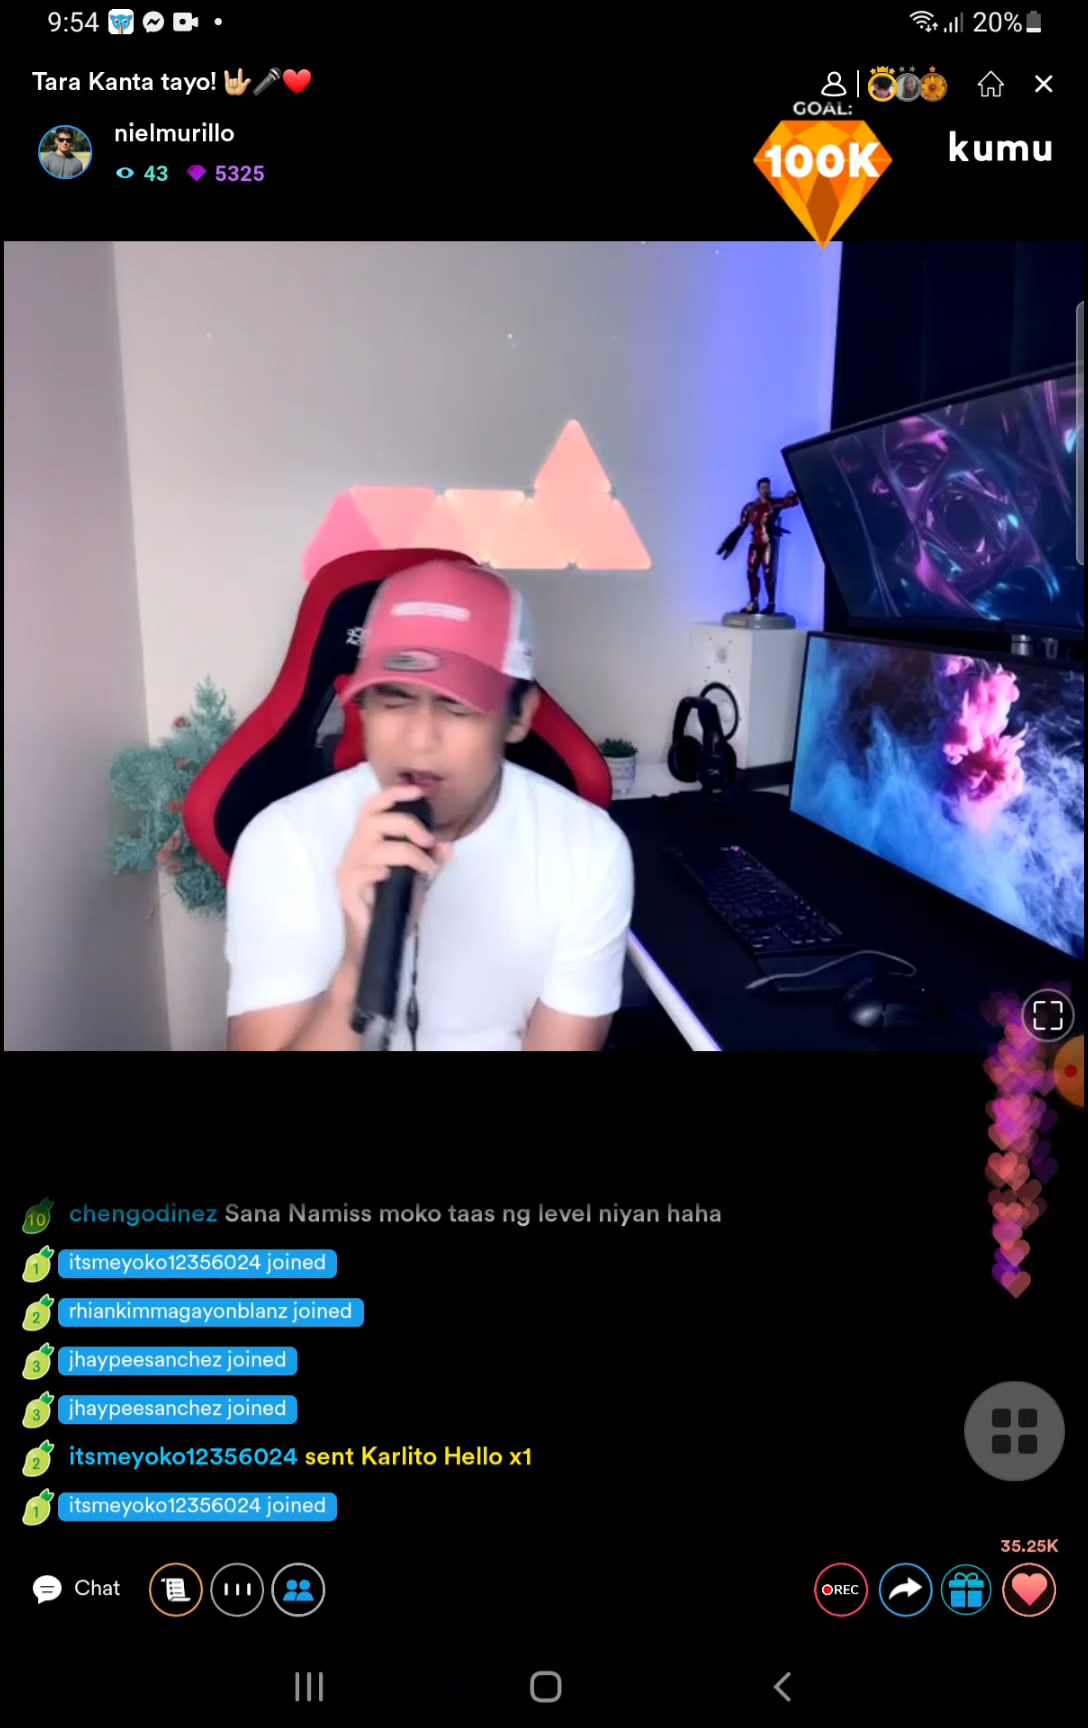 9:54
20%
Tara Kanta tayo! 🤟🏻🎤❤️
GOAL:
100K
kumu
nielmurillo
43 5325
10 chengodinez Sana Namiss moko taas ng level niyan haha
1 itsmeyoko12356024 joined
2 rhiankimmagayonblanz joined
3 jhaypeesanchez joined
3 jhaypeesanchez joined
2 itsmeyoko12356024 sent Karlito Hello x1
1 itsmeyoko12356024 joined
35.25K
Chat
REC